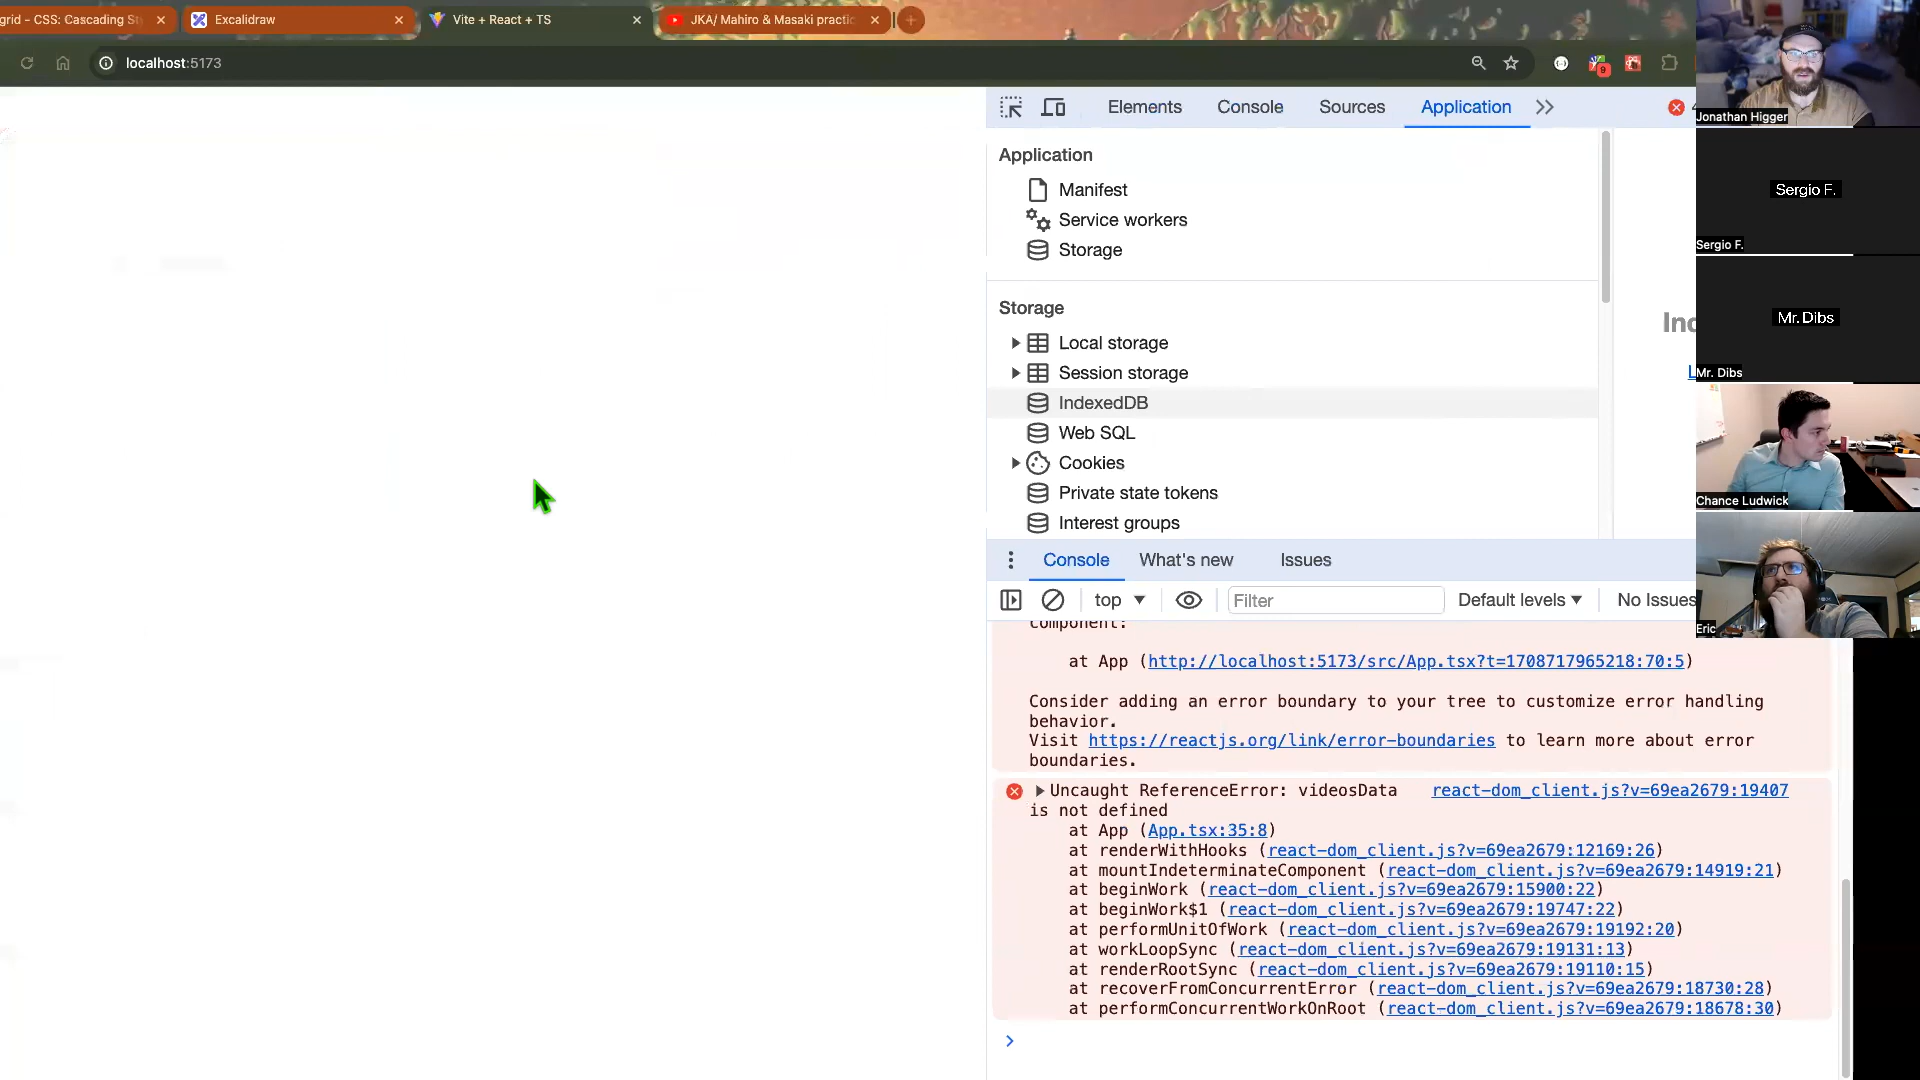 grid - CSS: Cascading St
Excalidraw
Vite + React + TS
JKA/ Mahiro & Masaki practic
localhost:5173
9
Elements
Console
Sources
Application
Application
Manifest
Service workers
Storage
Storage
Local storage
Session storage
IndexedDB
Web SQL
Cookies
Private state tokens
Interest groups
Console
What's new
Issues
top
Filter
Default levels
No Issues
component:
at App (http://localhost:5173/src/App.tsx?t=1708717965218:70:5)
Consider adding an error boundary to your tree to customize error handling
behavior.
Visit https://reactjs.org/link/error-boundaries to learn more about error
boundaries.
Uncaught ReferenceError: videosData react-dom_client.js?v=69ea2679:19407
is not defined
at App (App.tsx:35:8)
at renderWithHooks (react-dom_client.js?v=69ea2679:12169:26)
at mountIndeterminateComponent (react-dom_client.js?v=69ea2679:14919:21)
at beginWork (react-dom_client.js?v=69ea2679:15900:22)
at beginWork$1 (react-dom_client.js?v=69ea2679:19747:22)
at performUnitOfWork (react-dom_client.js?v=69ea2679:19192:20)
at workLoopSync (react-dom_client.js?v=69ea2679:19131:13)
at renderRootSync (react-dom_client.js?v=69ea2679:19110:15)
at recoverFromConcurrentError (react-dom_client.js?v=69ea2679:18730:28)
at performConcurrentWorkOnRoot (react-dom_client.js?v=69ea2679:18678:30)
Jonathan Higger
Sergio F.
Sergio F.
Mr. Dibs
Mr. Dibs
Chance Ludwick
Eric